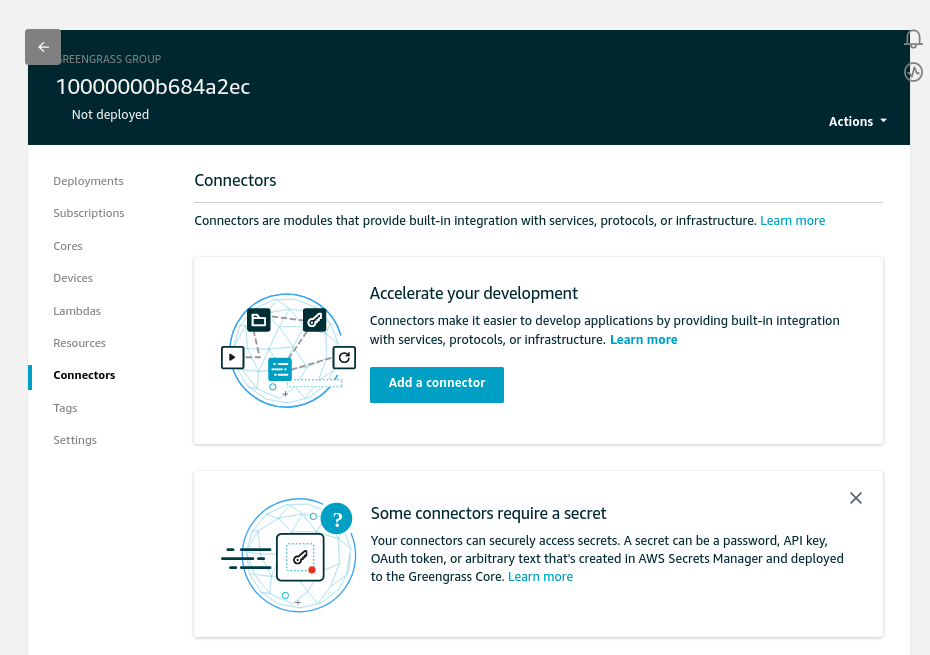 GREENGRASS GROUP
10000000b684a2ec
Not deployed
Actions
Deployments
Subscriptions
Cores
Devices
Lambdas
Resources
Connectors
Tags
Settings
Connectors
Connectors are modules that provide built-in integration with services, protocols, or infrastructure. Learn more
Accelerate your development
Connectors make it easier to develop applications by providing built-in integration
with services, protocols, or infrastructure. Learn more
Add a connector
?
Some connectors require a secret
Your connectors can securely access secrets. A secret can be a password, API key,
OAuth token, or arbitrary text that's created in AWS Secrets Manager and deployed
to the Greengrass Core. Learn more